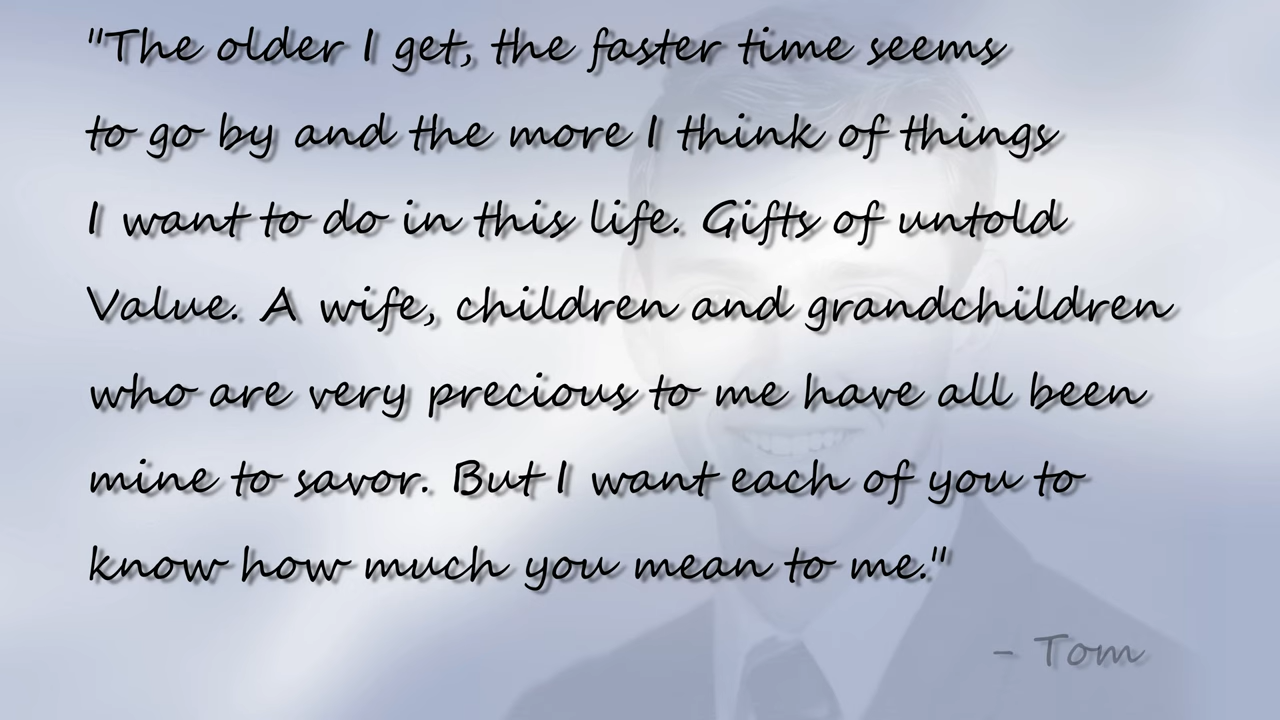 "The older I get, the faster time seems
to go by and the more I think of things
I want to do in this life. Gifts of untold
Value. A wife, children and grandchildren
who are very precious to me have all been
mine to savor. But I want each of you to
know how much you mean to me."
- Tom